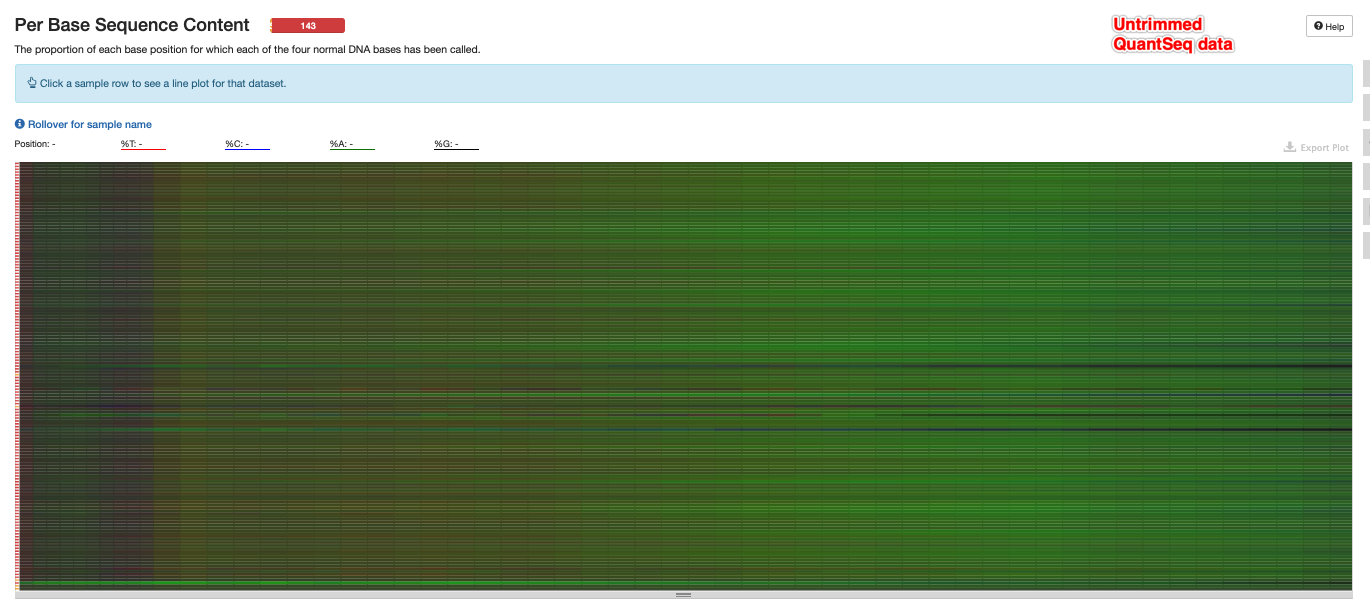 Per Base Sequence Content 143
Untrimmed
QuantSeq data
Help
The proportion of each base position for which each of the four normal DNA bases has been called.
Click a sample row to see a line plot for that dataset.
Rollover for sample name
Position: - %T: - %C: - %A: - %G: -
Export Plot